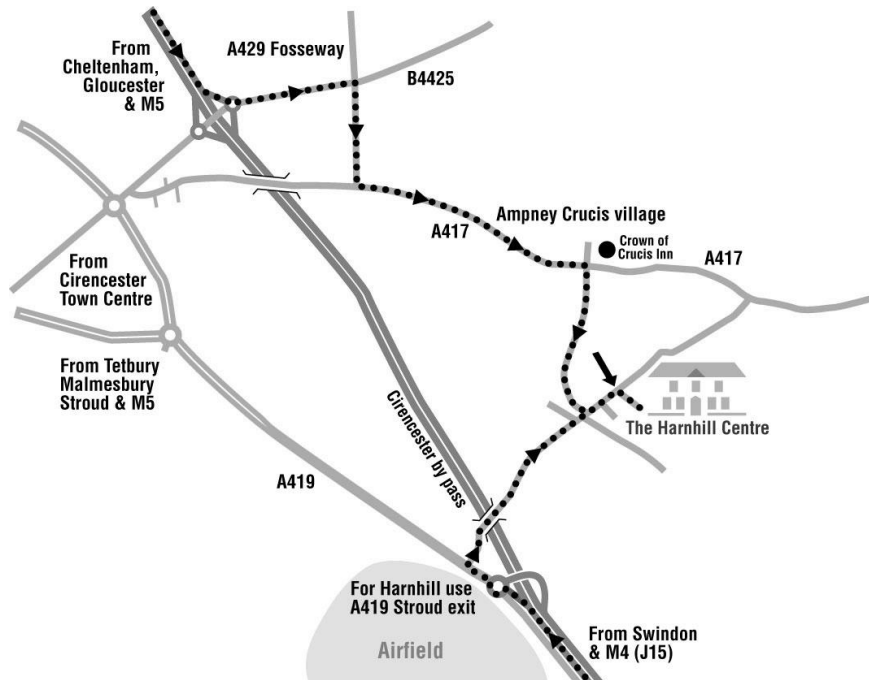 From
Cheltenham,
Gloucester
& M5
A429 Fosseway
B4425
Ampney Crucis village
A417
Crown of
Crucis Inn
A417
From
Cirencester
Town Centre
From Tetbury
Malmesbury
Stroud & M5
The Harnhill Centre
Cirencester by pass
A419
For Harnhill use
A419 Stroud exit
Airfield
From Swindon
& M4 (J15)